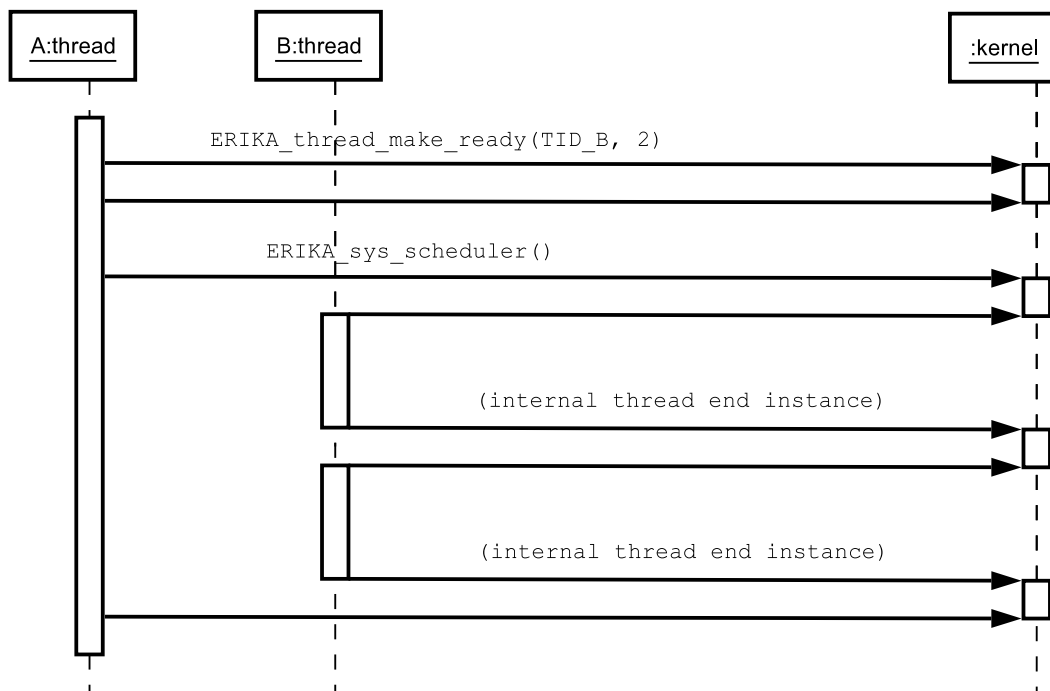 A:thread
B:thread
:kernel
ERIKA_thread_make_ready(TID_B, 2)
ERIKA_sys_scheduler()
(internal thread end instance)
(internal thread end instance)